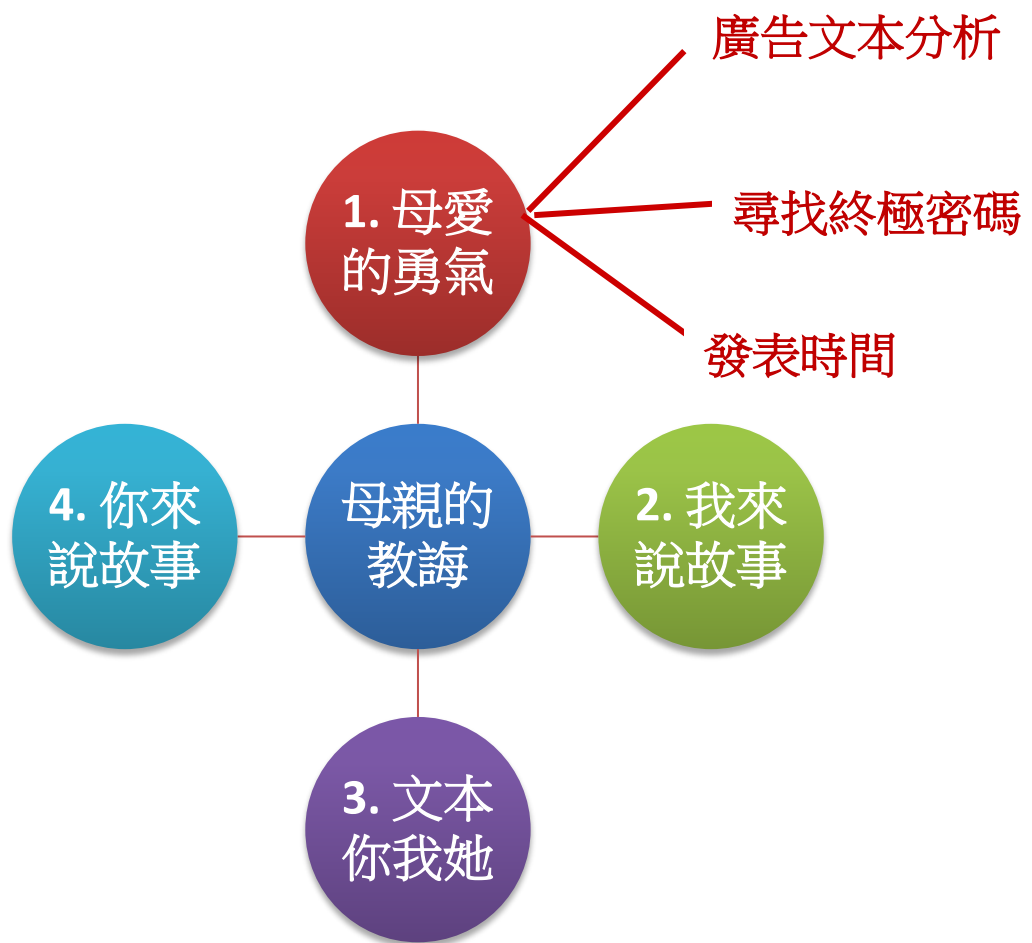 廣告文本分析
1. 母愛
的勇氣
尋找終極密碼
發表時間
4. 你來
說故事
母親的
教誨
2. 我來
說故事
3. 文本
你我她